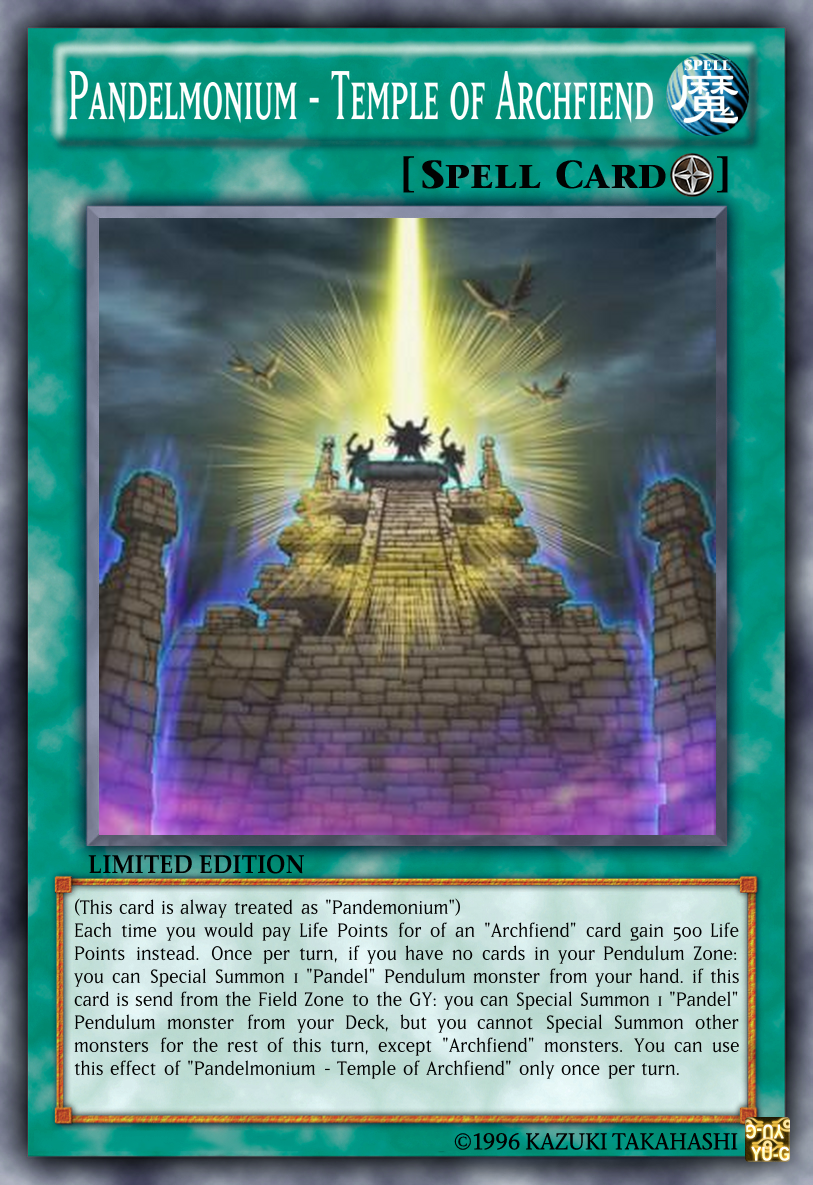 PANDELMONIUM - TEMPLE OF ARCHFIEND
SPELL
魔
[SPELL CARD]
LIMITED EDITION
(This card is alway treated as "Pandemonium")
Each time you would pay Life Points for of an "Archfiend" card gain 500 Life
Points instead. Once per turn, if you have no cards in your Pendulum Zone:
you can Special Summon 1 "Pandel" Pendulum monster from your hand. if this
card is send from the Field Zone to the GY: you can Special Summon 1 "Pandel"
Pendulum monster from your Deck, but you cannot Special Summon other
monsters for the rest of this turn, except "Archfiend" monsters. You can use
this effect of "Pandelmonium - Temple of Archfiend" only once per turn.
©1996 KAZUKI TAKAHASHI